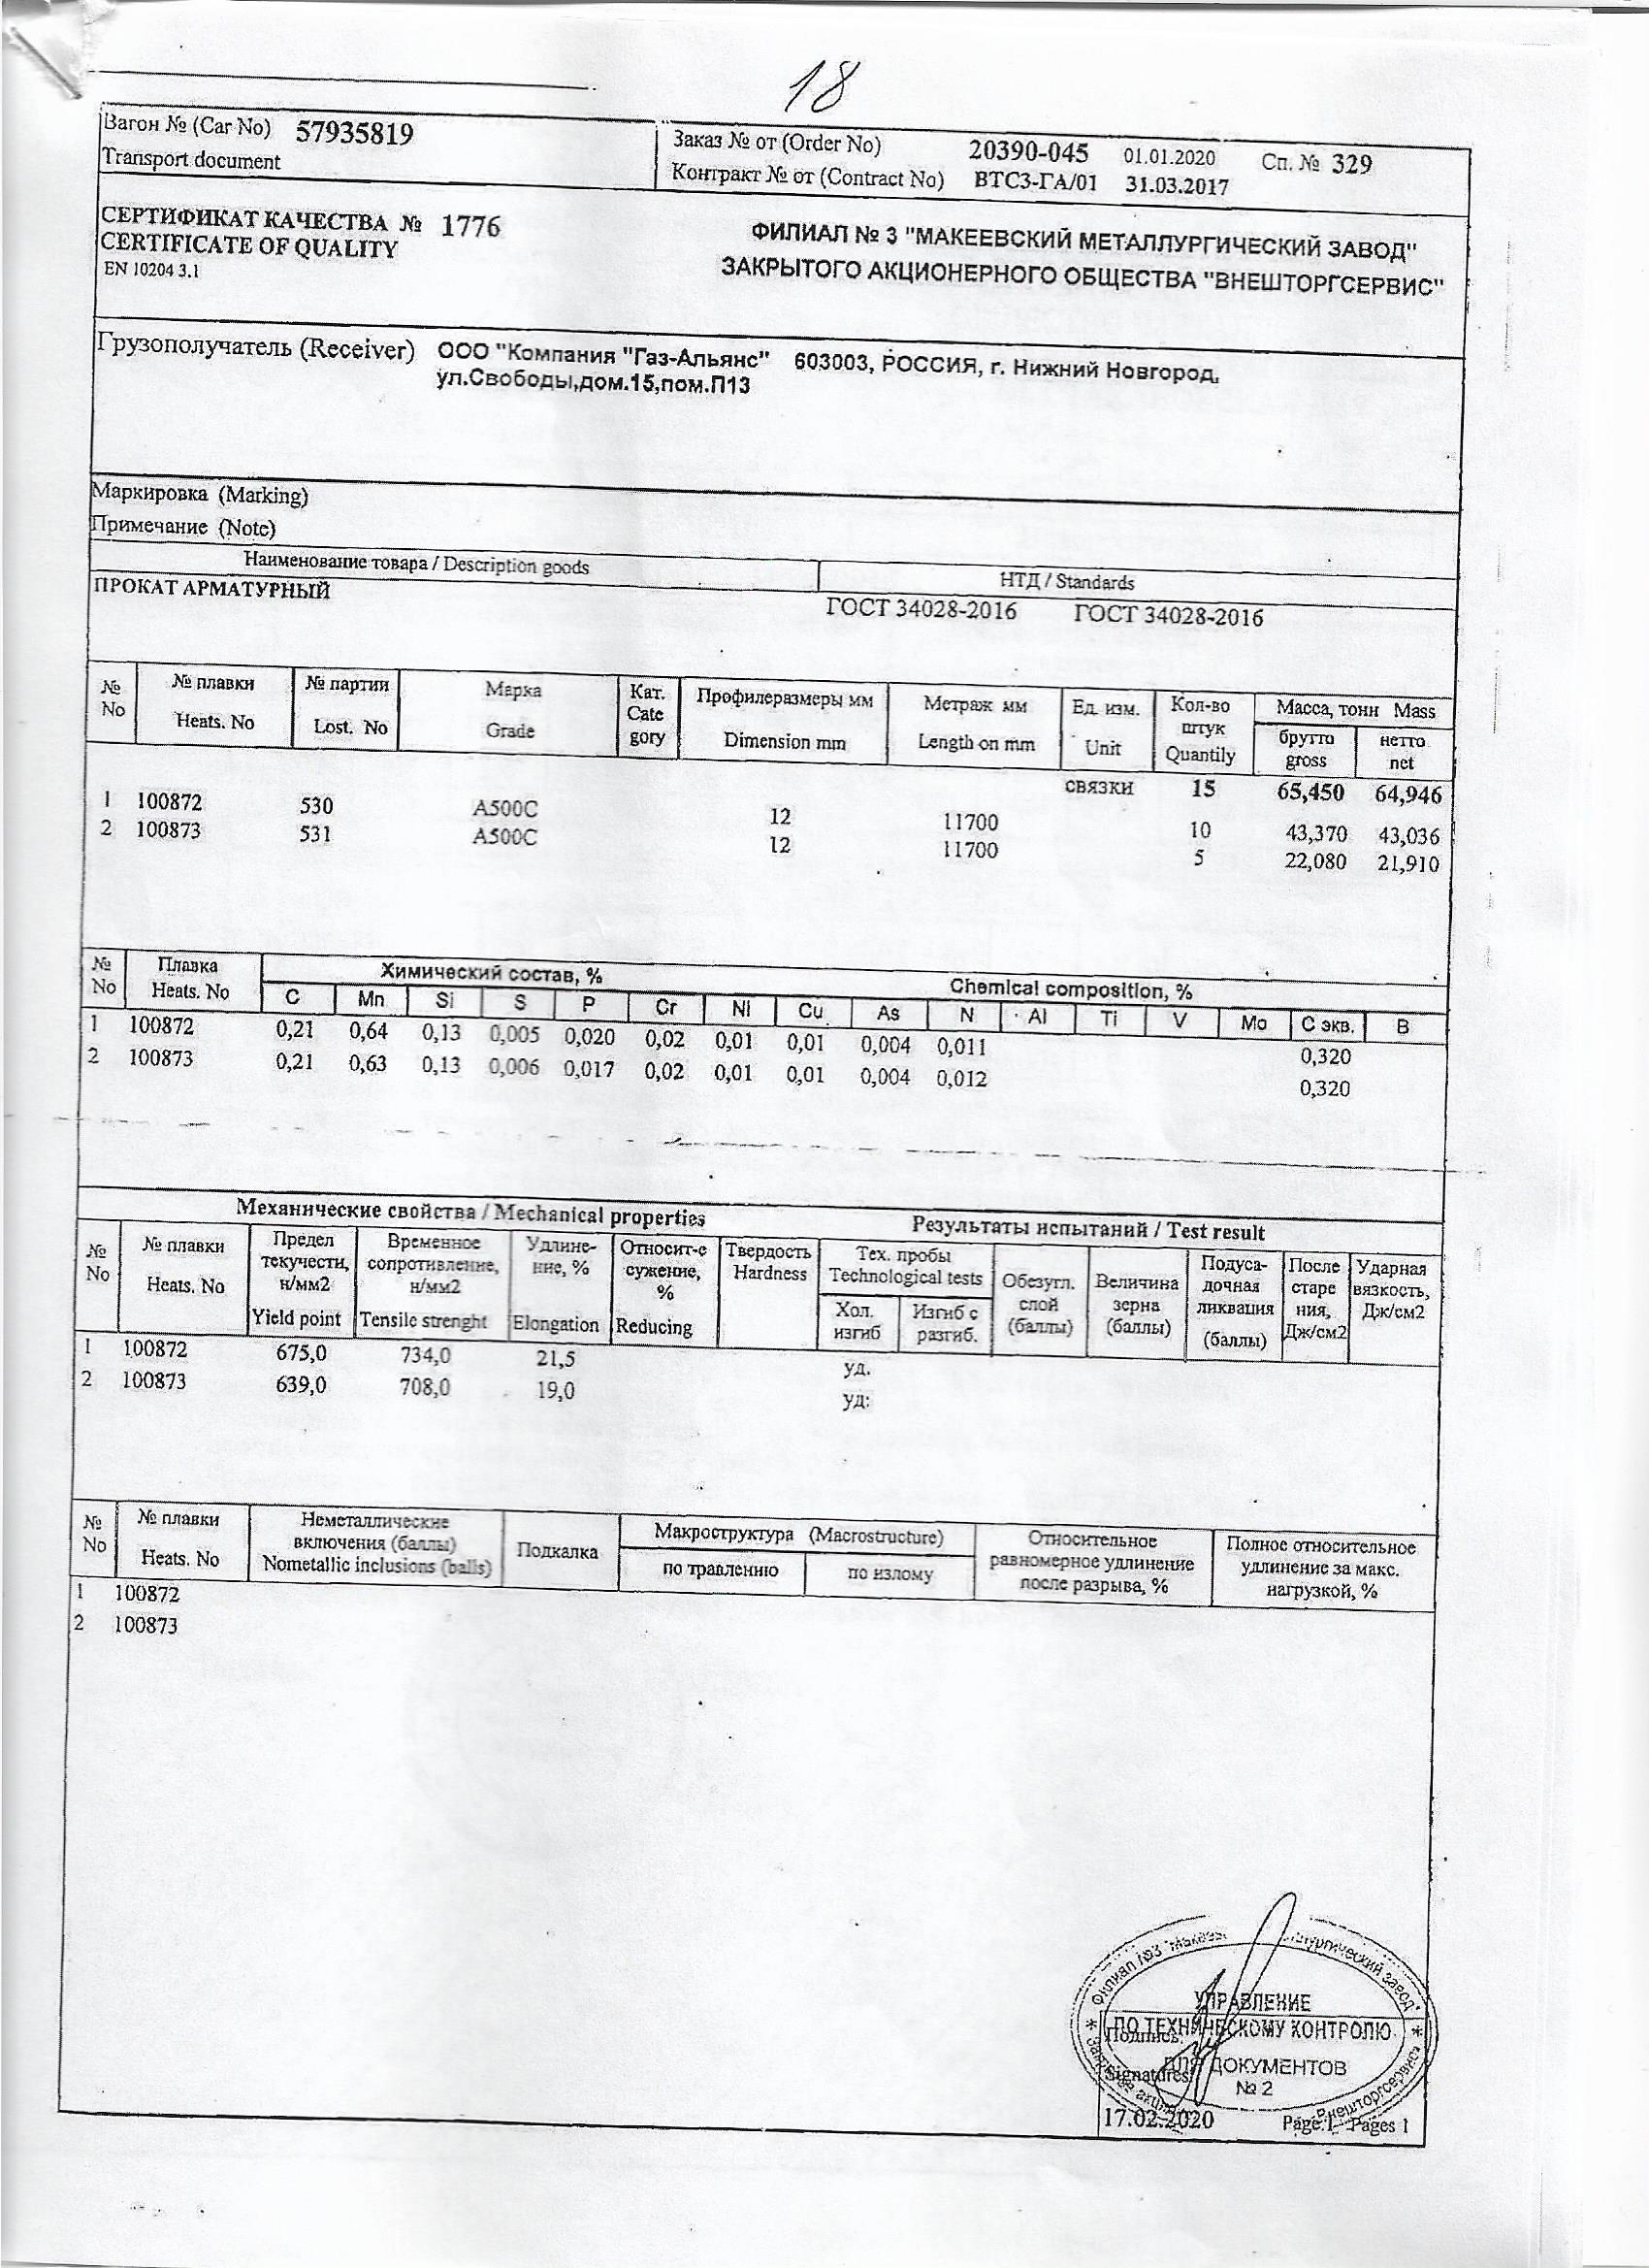 18
Вагон № (Car No) 57935819
Transport document
Заказ № от (Order No) 20390-045 01.01.2020 Сп. № 329
Контракт № от (Contract No) ВТС3-ГА/01 31.03.2017
СЕРТИФИКАТ КАЧЕСТВА № 1776
CERTIFICATE OF QUALITY
EN 10204 3.1
ФИЛИАЛ № 3 "МАКЕЕВСКИЙ МЕТАЛЛУРГИЧЕСКИЙ ЗАВОД"
ЗАКРЫТОГО АКЦИОНЕРНОГО ОБЩЕСТВА "ВНЕШТОРГСЕРВИС"
Грузополучатель (Receiver) ООО "Компания "Газ-Альянс" 603003, РОССИЯ, г. Нижний Новгород,
ул.Свободы,дом.15,пом.П13
Маркировка (Marking)
Примечание (Note)
Наименование товара / Description goods НТД / Standards
ПРОКАТ АРМАТУРНЫЙ ГОСТ 34028-2016 ГОСТ 34028-2016
№ № плавки № партии Марка Кат. Профилеразмеры мм Метраж мм Ед. изм. Кол-во Масса, тонн Mass
No Heats. No Lost. No Grade Cate Dimension mm Length on mm Unit штук брутто нетто
gory Quantily gross net
связки 15 65,450 64,946
1 100872 530 А500С 12 11700 10 43,370 43,036
2 100873 531 А500С 12 11700 5 22,080 21,910
№ Плавка Химический состав, % Chemical composition, %
No Heats. No C Mn Si S P Cr Ni Cu As N Al Ti V Mo С экв. B
1 100872 0,21 0,64 0,13 0,005 0,020 0,02 0,01 0,01 0,004 0,011 0,320
2 100873 0,21 0,63 0,13 0,006 0,017 0,02 0,01 0,01 0,004 0,012 0,320
Механические свойства / Mechanical properties Результаты испытаний / Test result
№ № плавки Предел Временное Удлине- Относит-е Твердость Тех. пробы Обезугл. Величина Подуса- После Ударная
No Heats. No текучести, сопротивление, ние, % сужение, Hardness Technological tests слой зерна дочная старе вязкость,
н/мм2 н/мм2 % Хол. Изгиб с (баллы) (баллы) ликвация ния, Дж/см2
Yield point Tensile strenght Elongation Reducing изгиб разгиб. (баллы) Дж/см2
1 100872 675,0 734,0 21,5 уд.
2 100873 639,0 708,0 19,0 уд:
№ № плавки Неметаллические Подкалка Макроструктура (Macrostructure) Относительное Полное относительное
No Heats. No включения (баллы) по травлению по излому равномерное удлинение удлинение за макс.
Nometallic inclusions (balls) после разрыва, % нагрузкой, %
1 100872
2 100873
УПРАВЛЕНИЕ
ПО ТЕХНИЧЕСКОМУ КОНТРОЛЮ
Подпись
ДЛЯ ДОКУМЕНТОВ
Signatures
№ 2
17.02.2020 Page 1 Pages 1